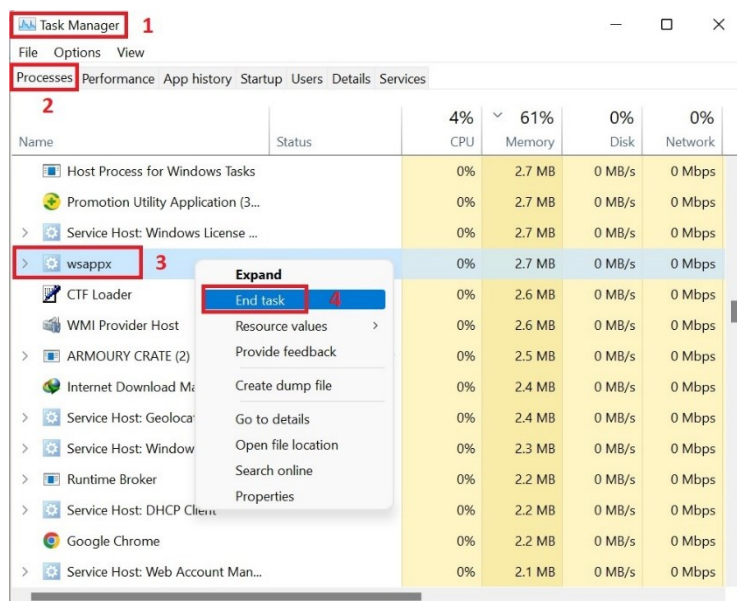 Task Manager 1
File Options View
Processes Performance App history Startup Users Details Services
2
4% 61% 0% 0%
Name Status CPU Memory Disk Network
Host Process for Windows Tasks 0% 2.7 MB 0 MB/s 0 Mbps
Promotion Utility Application (3... 0% 2.7 MB 0 MB/s 0 Mbps
Service Host: Windows License ... 0% 2.7 MB 0 MB/s 0 Mbps
wsappx 3 0% 2.7 MB 0 MB/s 0 Mbps
Expand
CTF Loader End task 4 0% 2.6 MB 0 MB/s 0 Mbps
WMI Provider Host Resource values 0% 2.6 MB 0 MB/s 0 Mbps
ARMOURY CRATE (2) Provide feedback 0% 2.5 MB 0 MB/s 0 Mbps
Internet Download Ma Create dump file 0% 2.4 MB 0 MB/s 0 Mbps
Service Host: Geoloca Go to details 0% 2.4 MB 0 MB/s 0 Mbps
Service Host: Window Open file location 0% 2.3 MB 0 MB/s 0 Mbps
Search online
Runtime Broker 0% 2.2 MB 0 MB/s 0 Mbps
Properties
Service Host: DHCP Client 0% 2.2 MB 0 MB/s 0 Mbps
Google Chrome 0% 2.2 MB 0 MB/s 0 Mbps
Service Host: Web Account Man... 0% 2.1 MB 0 MB/s 0 Mbps